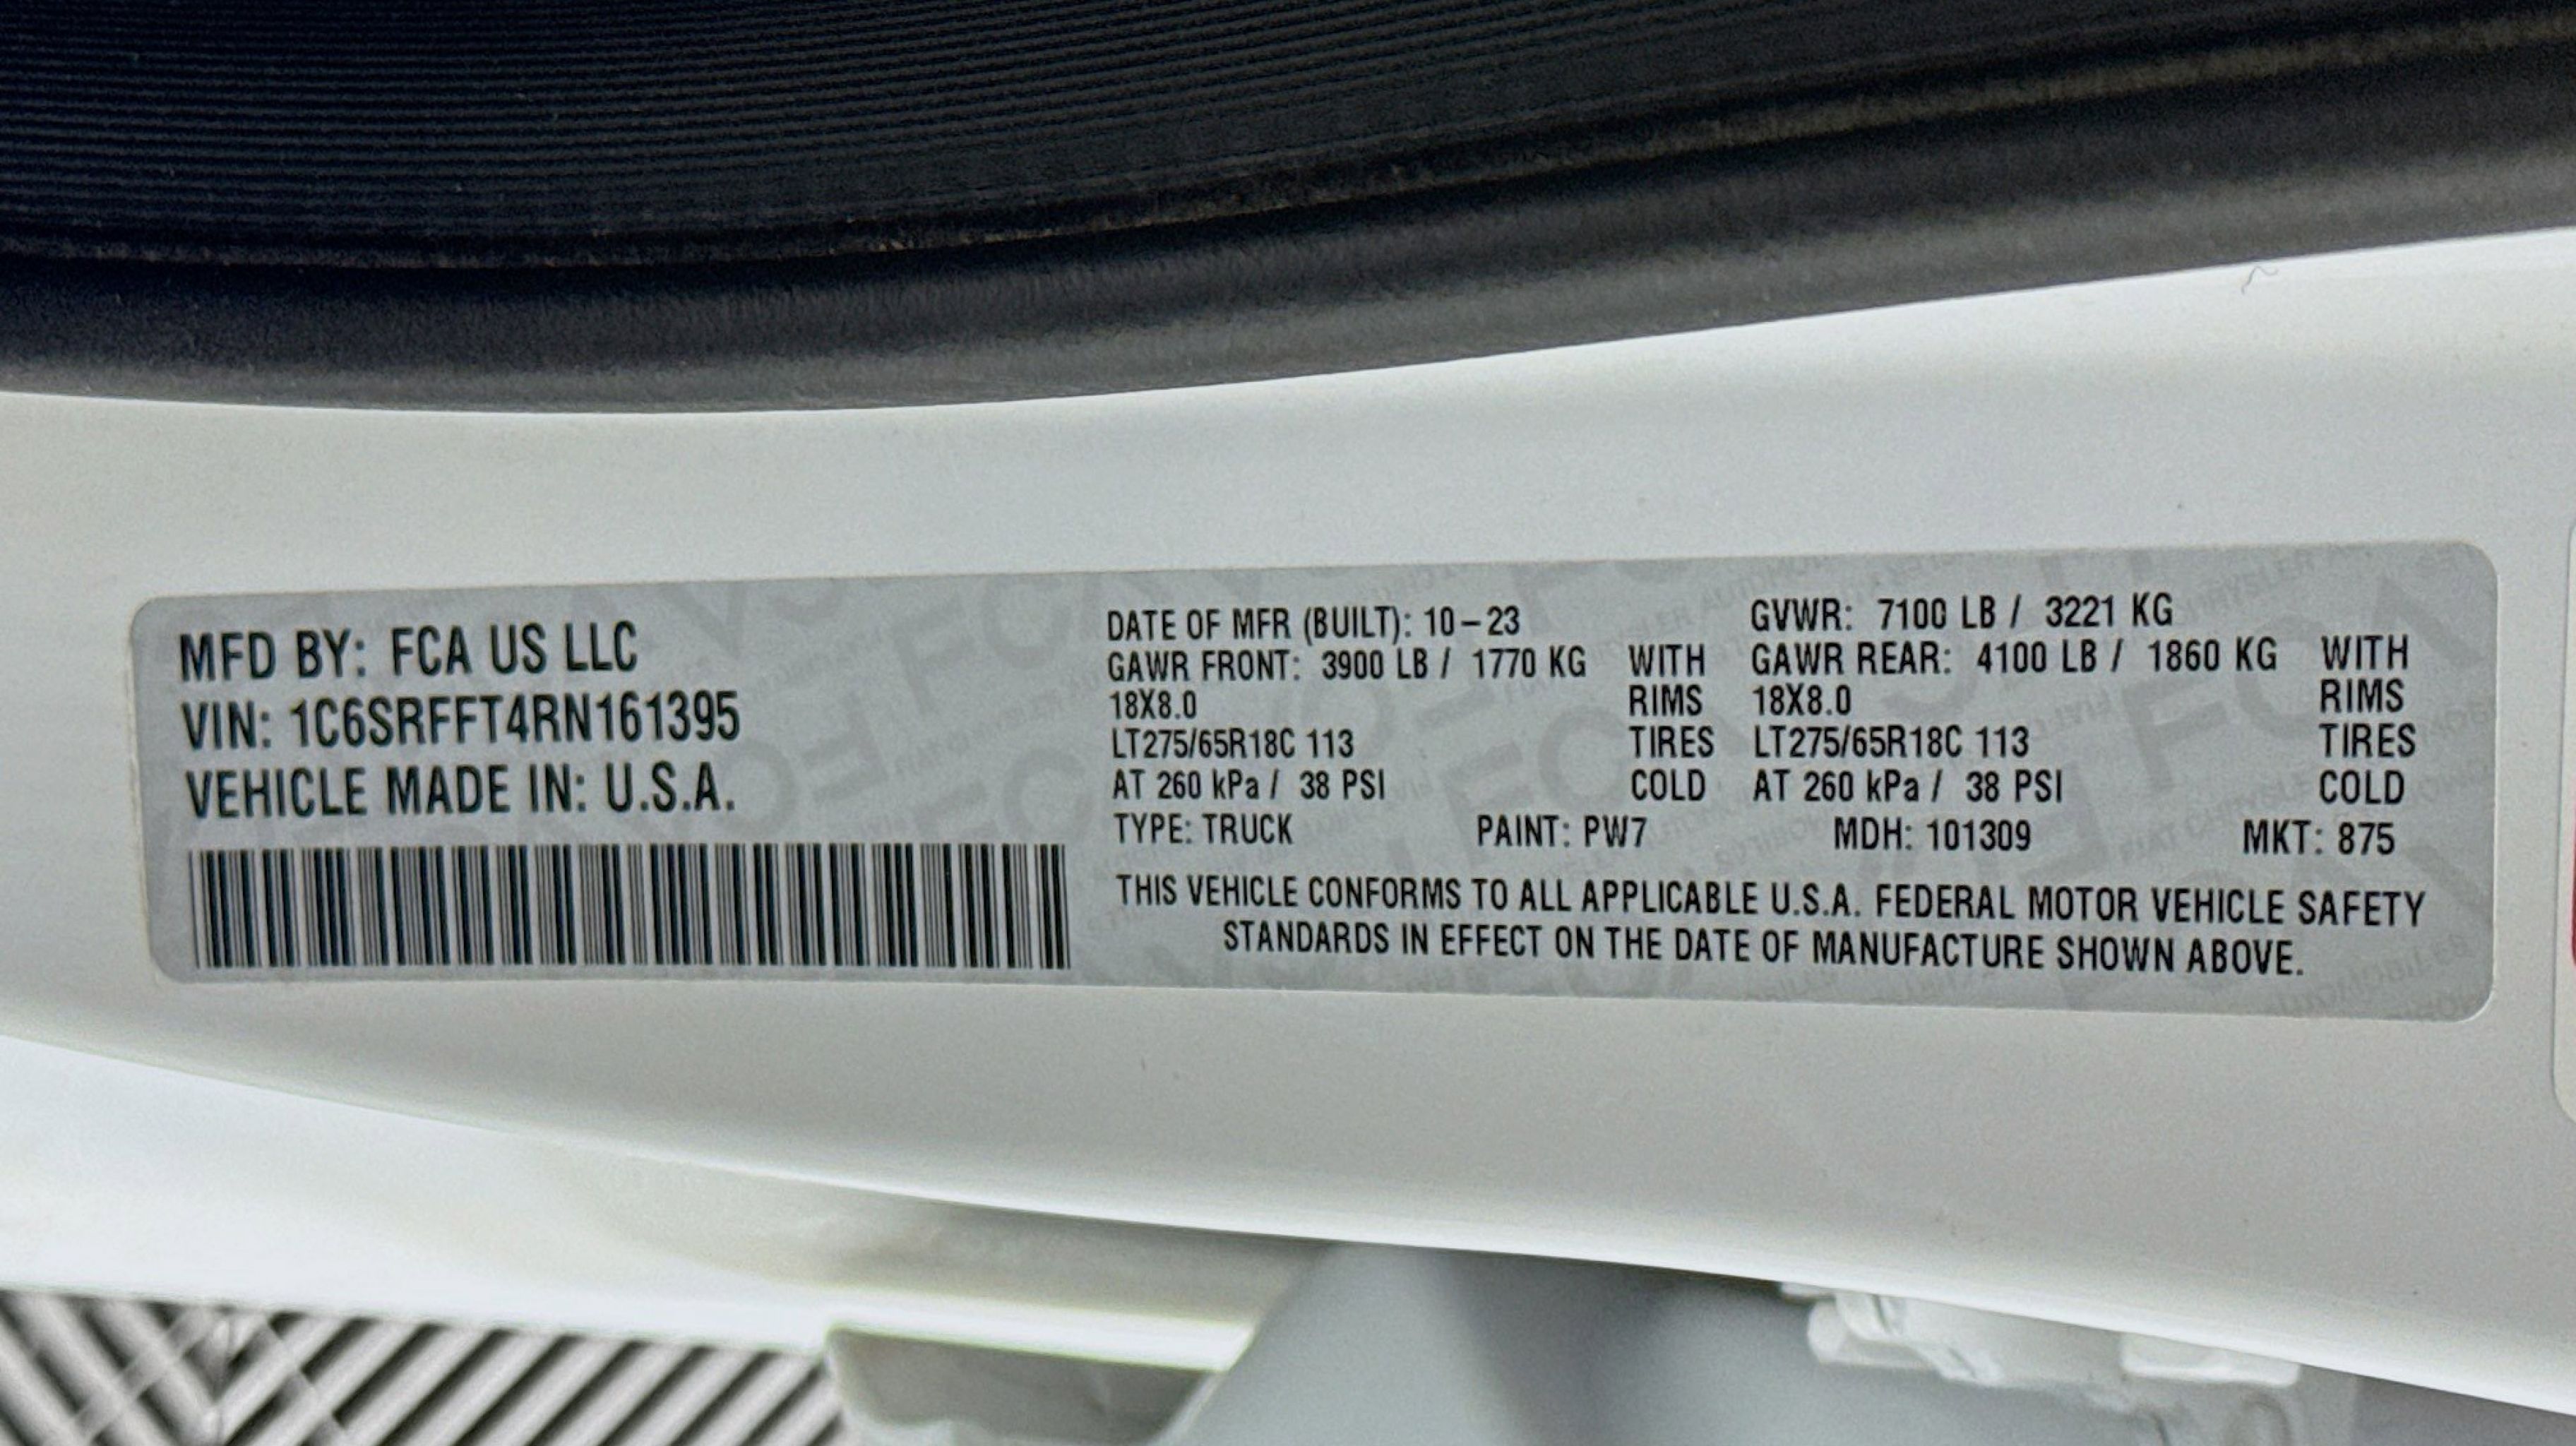 MFD BY: FCA US LLC
VIN: 1C6SRFFT4RN161395
VEHICLE MADE IN: U.S.A.
DATE OF MFR (BUILT): 10-23 GVWR: 7100 LB / 3221 KG
GAWR FRONT: 3900 LB / 1770 KG WITH GAWR REAR: 4100 LB / 1860 KG WITH
18X8.0 RIMS 18X8.0 RIMS
LT275/65R18C 113 TIRES LT275/65R18C 113 TIRES
AT 260 kPa / 38 PSI COLD AT 260 kPa / 38 PSI COLD
TYPE: TRUCK PAINT: PW7 MDH: 101309 MKT: 875
THIS VEHICLE CONFORMS TO ALL APPLICABLE U.S.A. FEDERAL MOTOR VEHICLE SAFETY
STANDARDS IN EFFECT ON THE DATE OF MANUFACTURE SHOWN ABOVE.